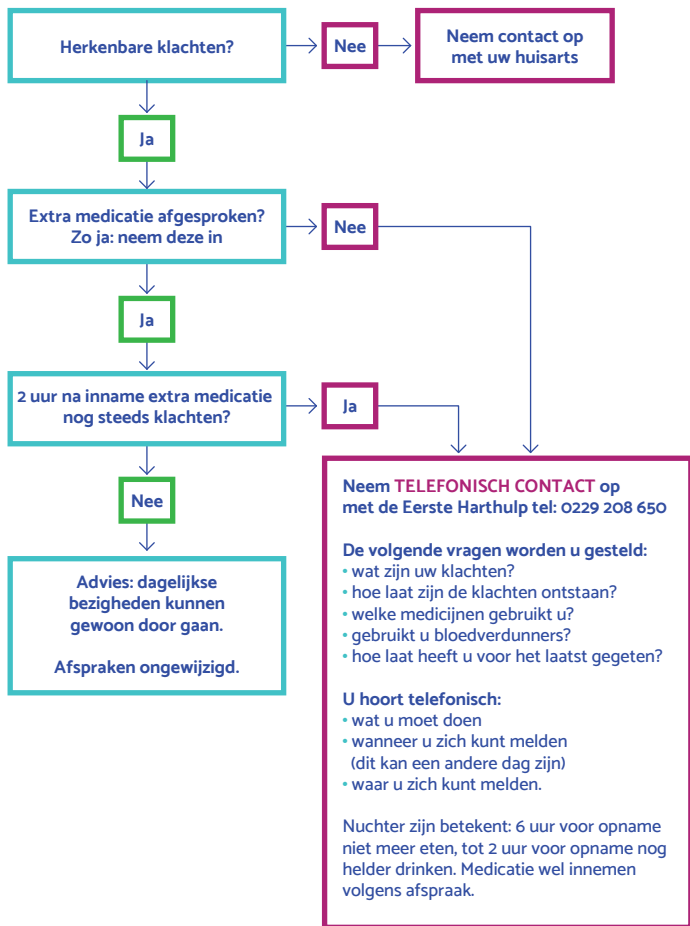 Herkenbare klachten?
Nee
Neem contact op
met uw huisarts
Ja
Extra medicatie afgesproken?
Zo ja: neem deze in
Nee
Ja
2 uur na inname extra medicatie
nog steeds klachten?
Ja
Nee
Advies: dagelijkse
bezigheden kunnen
gewoon door gaan.
Afspraken ongewijzigd.
Neem TELEFONISCH CONTACT op
met de Eerste Harthulp tel: 0229 208 650
De volgende vragen worden u gesteld:
• wat zijn uw klachten?
• hoe laat zijn de klachten ontstaan?
• welke medicijnen gebruikt u?
• gebruikt u bloedverdunners?
• hoe laat heeft u voor het laatst gegeten?
U hoort telefonisch:
• wat u moet doen
• wanneer u zich kunt melden
(dit kan een andere dag zijn)
• waar u zich kunt melden.
Nuchter zijn betekent: 6 uur voor opname
niet meer eten, tot 2 uur voor opname nog
helder drinken. Medicatie wel innemen
volgens afspraak.